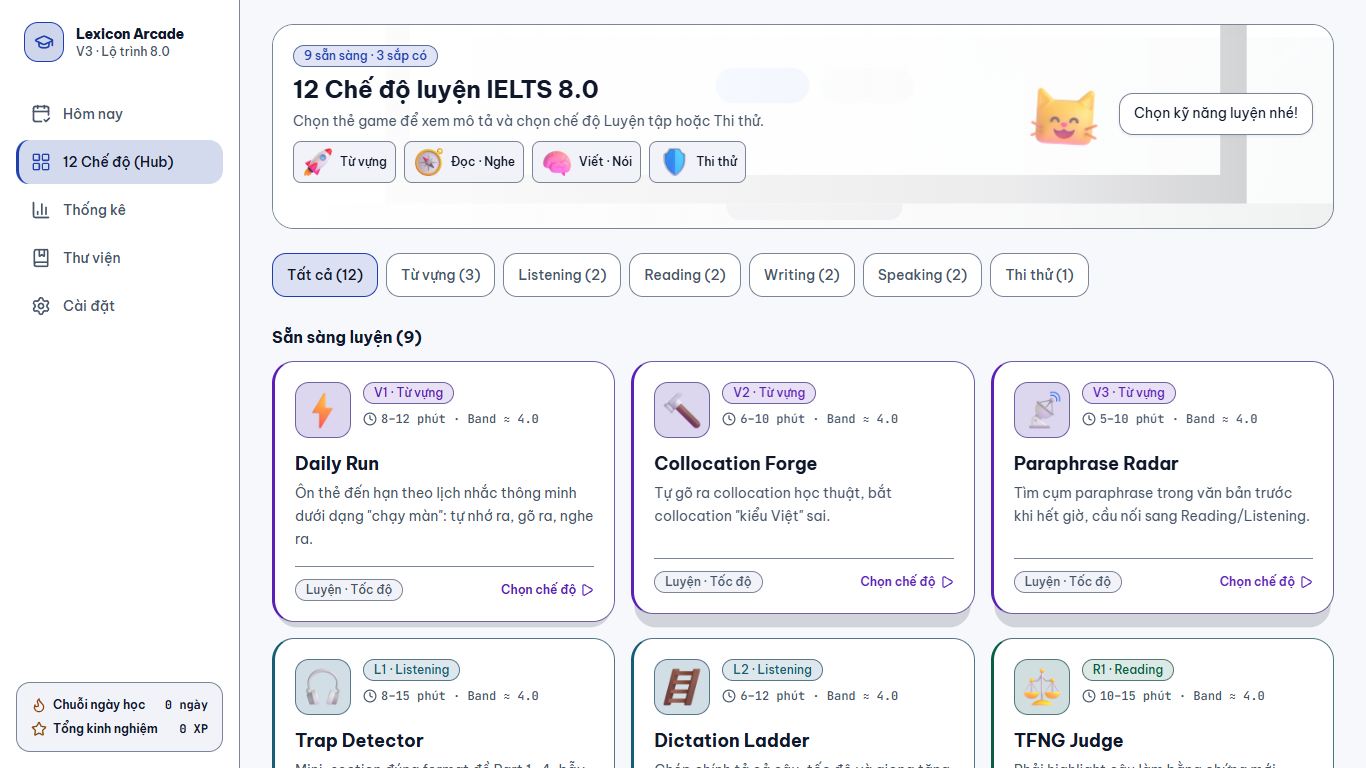 Lexicon Arcade
V3 · Lộ trình 8.0
Hôm nay
12 Chế độ (Hub)
Thống kê
Thư viện
Cài đặt
Chuỗi ngày học 0 ngày
Tổng kinh nghiệm 0 XP
9 sẵn sàng · 3 sắp có
12 Chế độ luyện IELTS 8.0
Chọn thẻ game để xem mô tả và chọn chế độ Luyện tập hoặc Thi thử.
Từ vựng
Đọc · Nghe
Viết · Nói
Thi thử
Chọn kỹ năng luyện nhé!
Tất cả (12)
Từ vựng (3)
Listening (2)
Reading (2)
Writing (2)
Speaking (2)
Thi thử (1)
Sẵn sàng luyện (9)
V1 · Từ vựng
8–12 phút · Band ≈ 4.0
Daily Run
Ôn thẻ đến hạn theo lịch nhắc thông minh
dưới dạng "chạy màn": tự nhớ ra, gõ ra, nghe
ra.
Luyện · Tốc độ
Chọn chế độ
V2 · Từ vựng
6–10 phút · Band ≈ 4.0
Collocation Forge
Tự gõ ra collocation học thuật, bắt
collocation "kiểu Việt" sai.
Luyện · Tốc độ
Chọn chế độ
V3 · Từ vựng
5–10 phút · Band ≈ 4.0
Paraphrase Radar
Tìm cụm paraphrase trong văn bản trước
khi hết giờ, cầu nối sang Reading/Listening.
Luyện · Tốc độ
Chọn chế độ
L1 · Listening
8–15 phút · Band ≈ 4.0
Trap Detector
L2 · Listening
6–12 phút · Band ≈ 4.0
Dictation Ladder
R1 · Reading
10–15 phút · Band ≈ 4.0
TFNG Judge